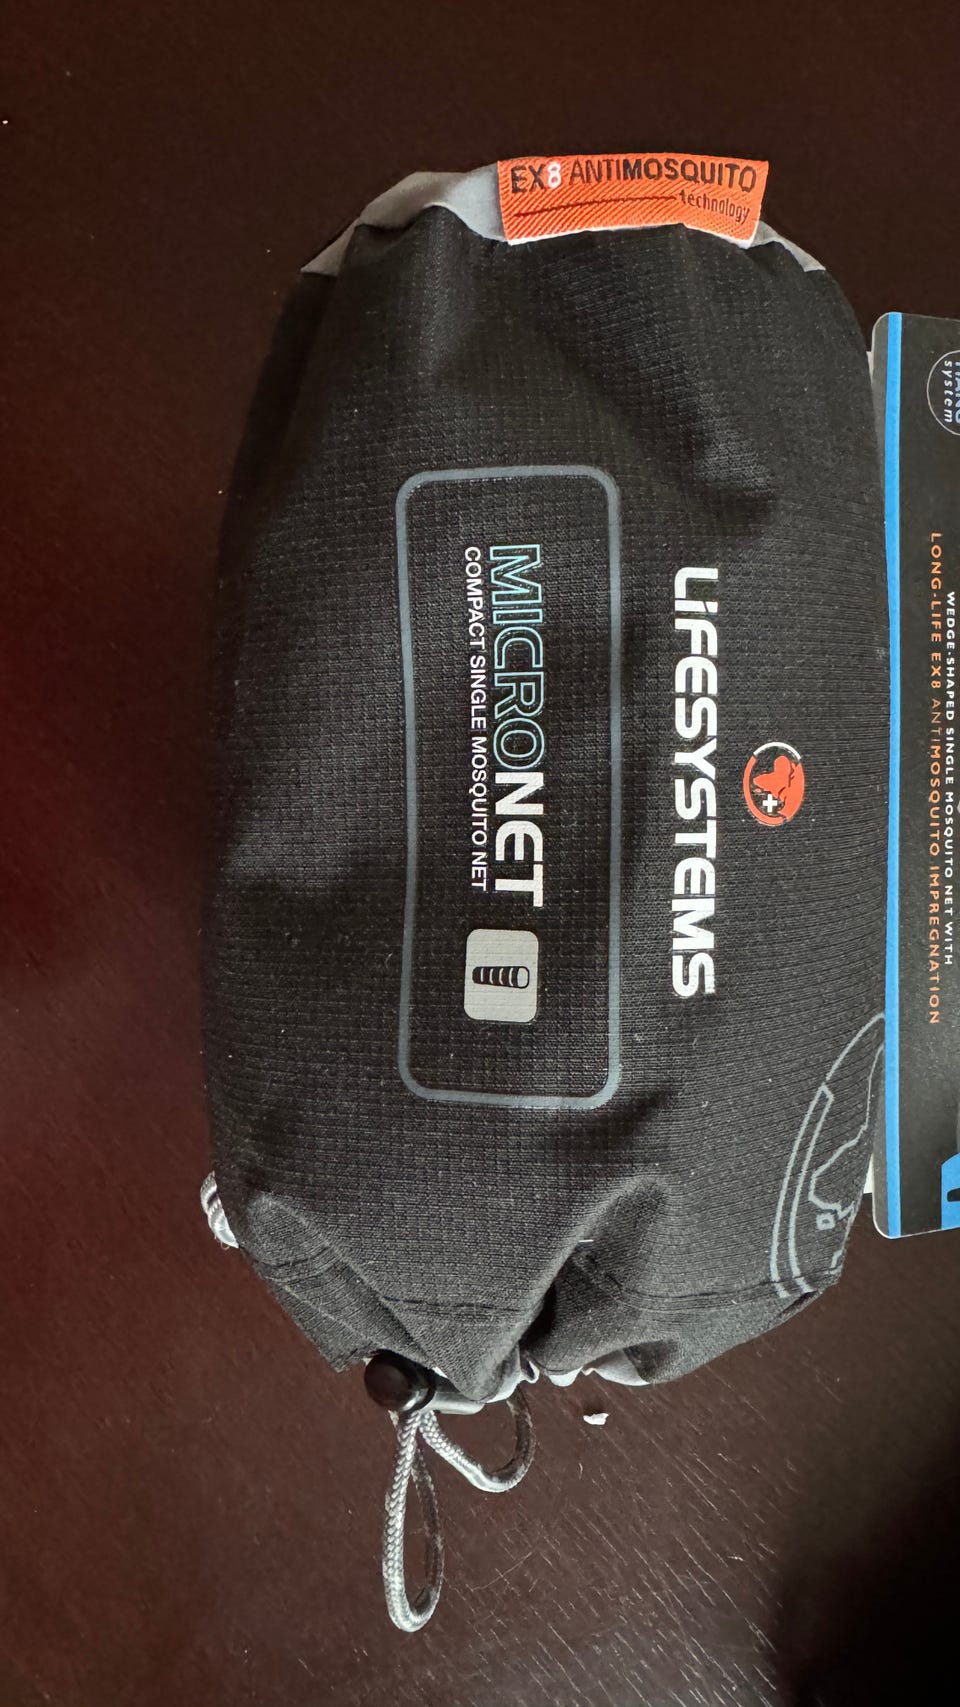 EX8 ANTIMOSQUITO
technology
LIFESYSTEMS
MICRONET
COMPACT SINGLE MOSQUITO NET
system
WEDGE-SHAPED SINGLE MOSQUITO NET WITH
LONG-LIFE EX8 ANTIMOSQUITO IMPREGNATION